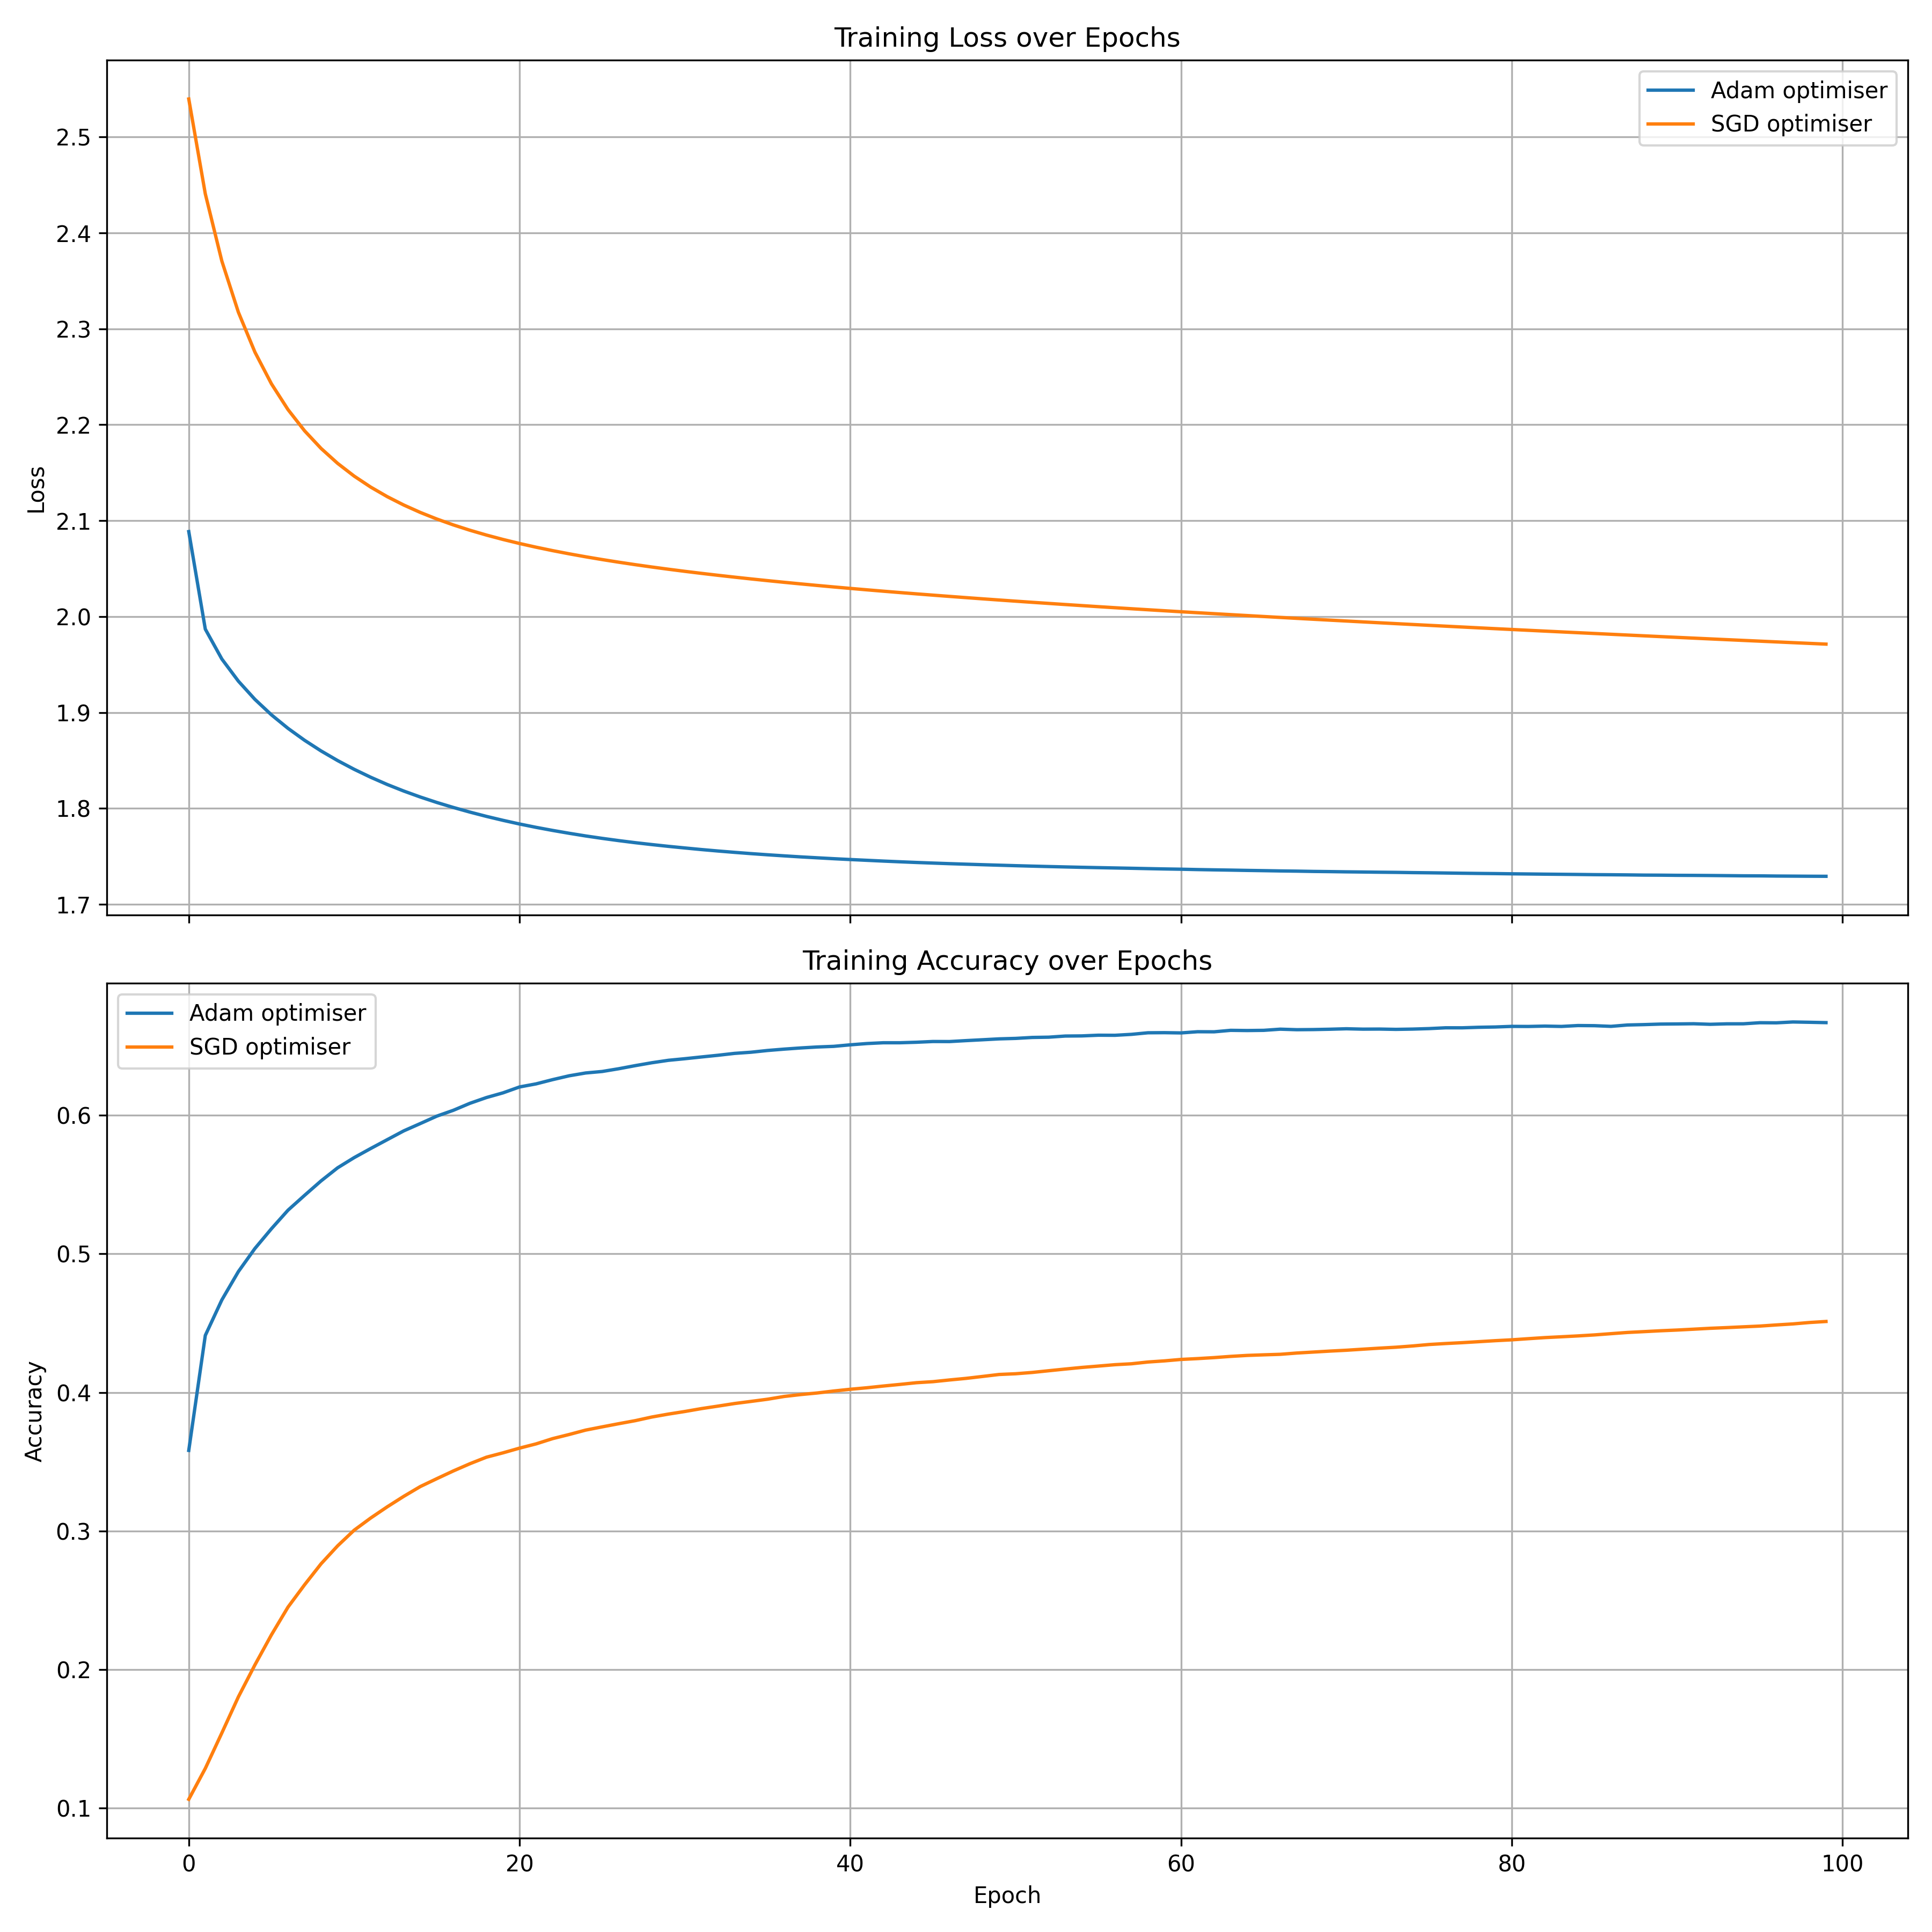 Training Loss over Epochs
Adam optimiser
SGD optimiser
2.5
2.4
2.3
2.2
2.1
2.0
1.9
1.8
1.7
Loss
Training Accuracy over Epochs
Adam optimiser
SGD optimiser
0.6
0.5
0.4
0.3
0.2
0.1
Accuracy
0 20 40 60 80 100
Epoch